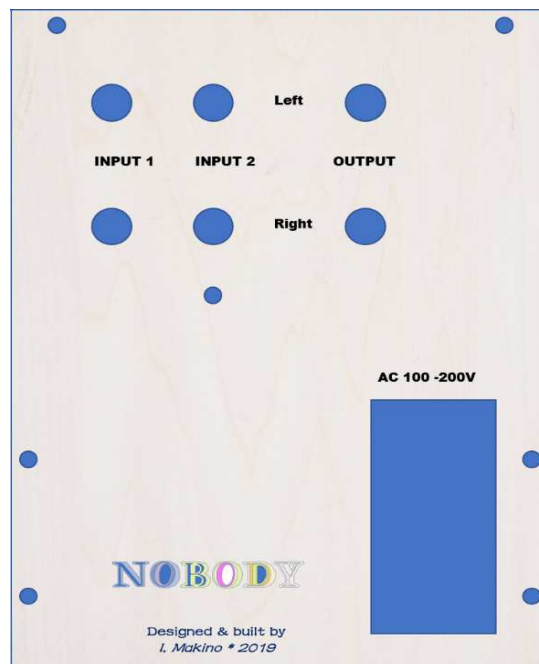 Left
INPUT 1 INPUT 2 OUTPUT
Right
AC 100 -200V
NOBODY
Designed & built by
I. Makino * 2019